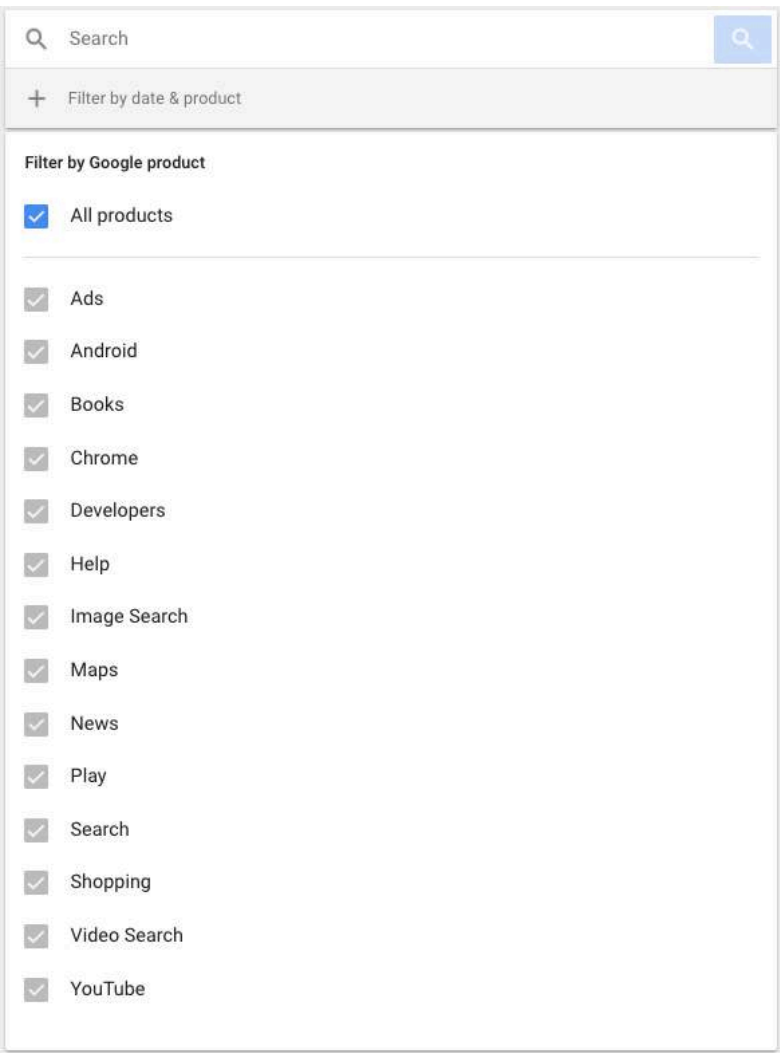 Search
Filter by date & product
Filter by Google product
All products
Ads
Android
Books
Chrome
Developers
Help
Image Search
Maps
News
Play
Search
Shopping
Video Search
YouTube